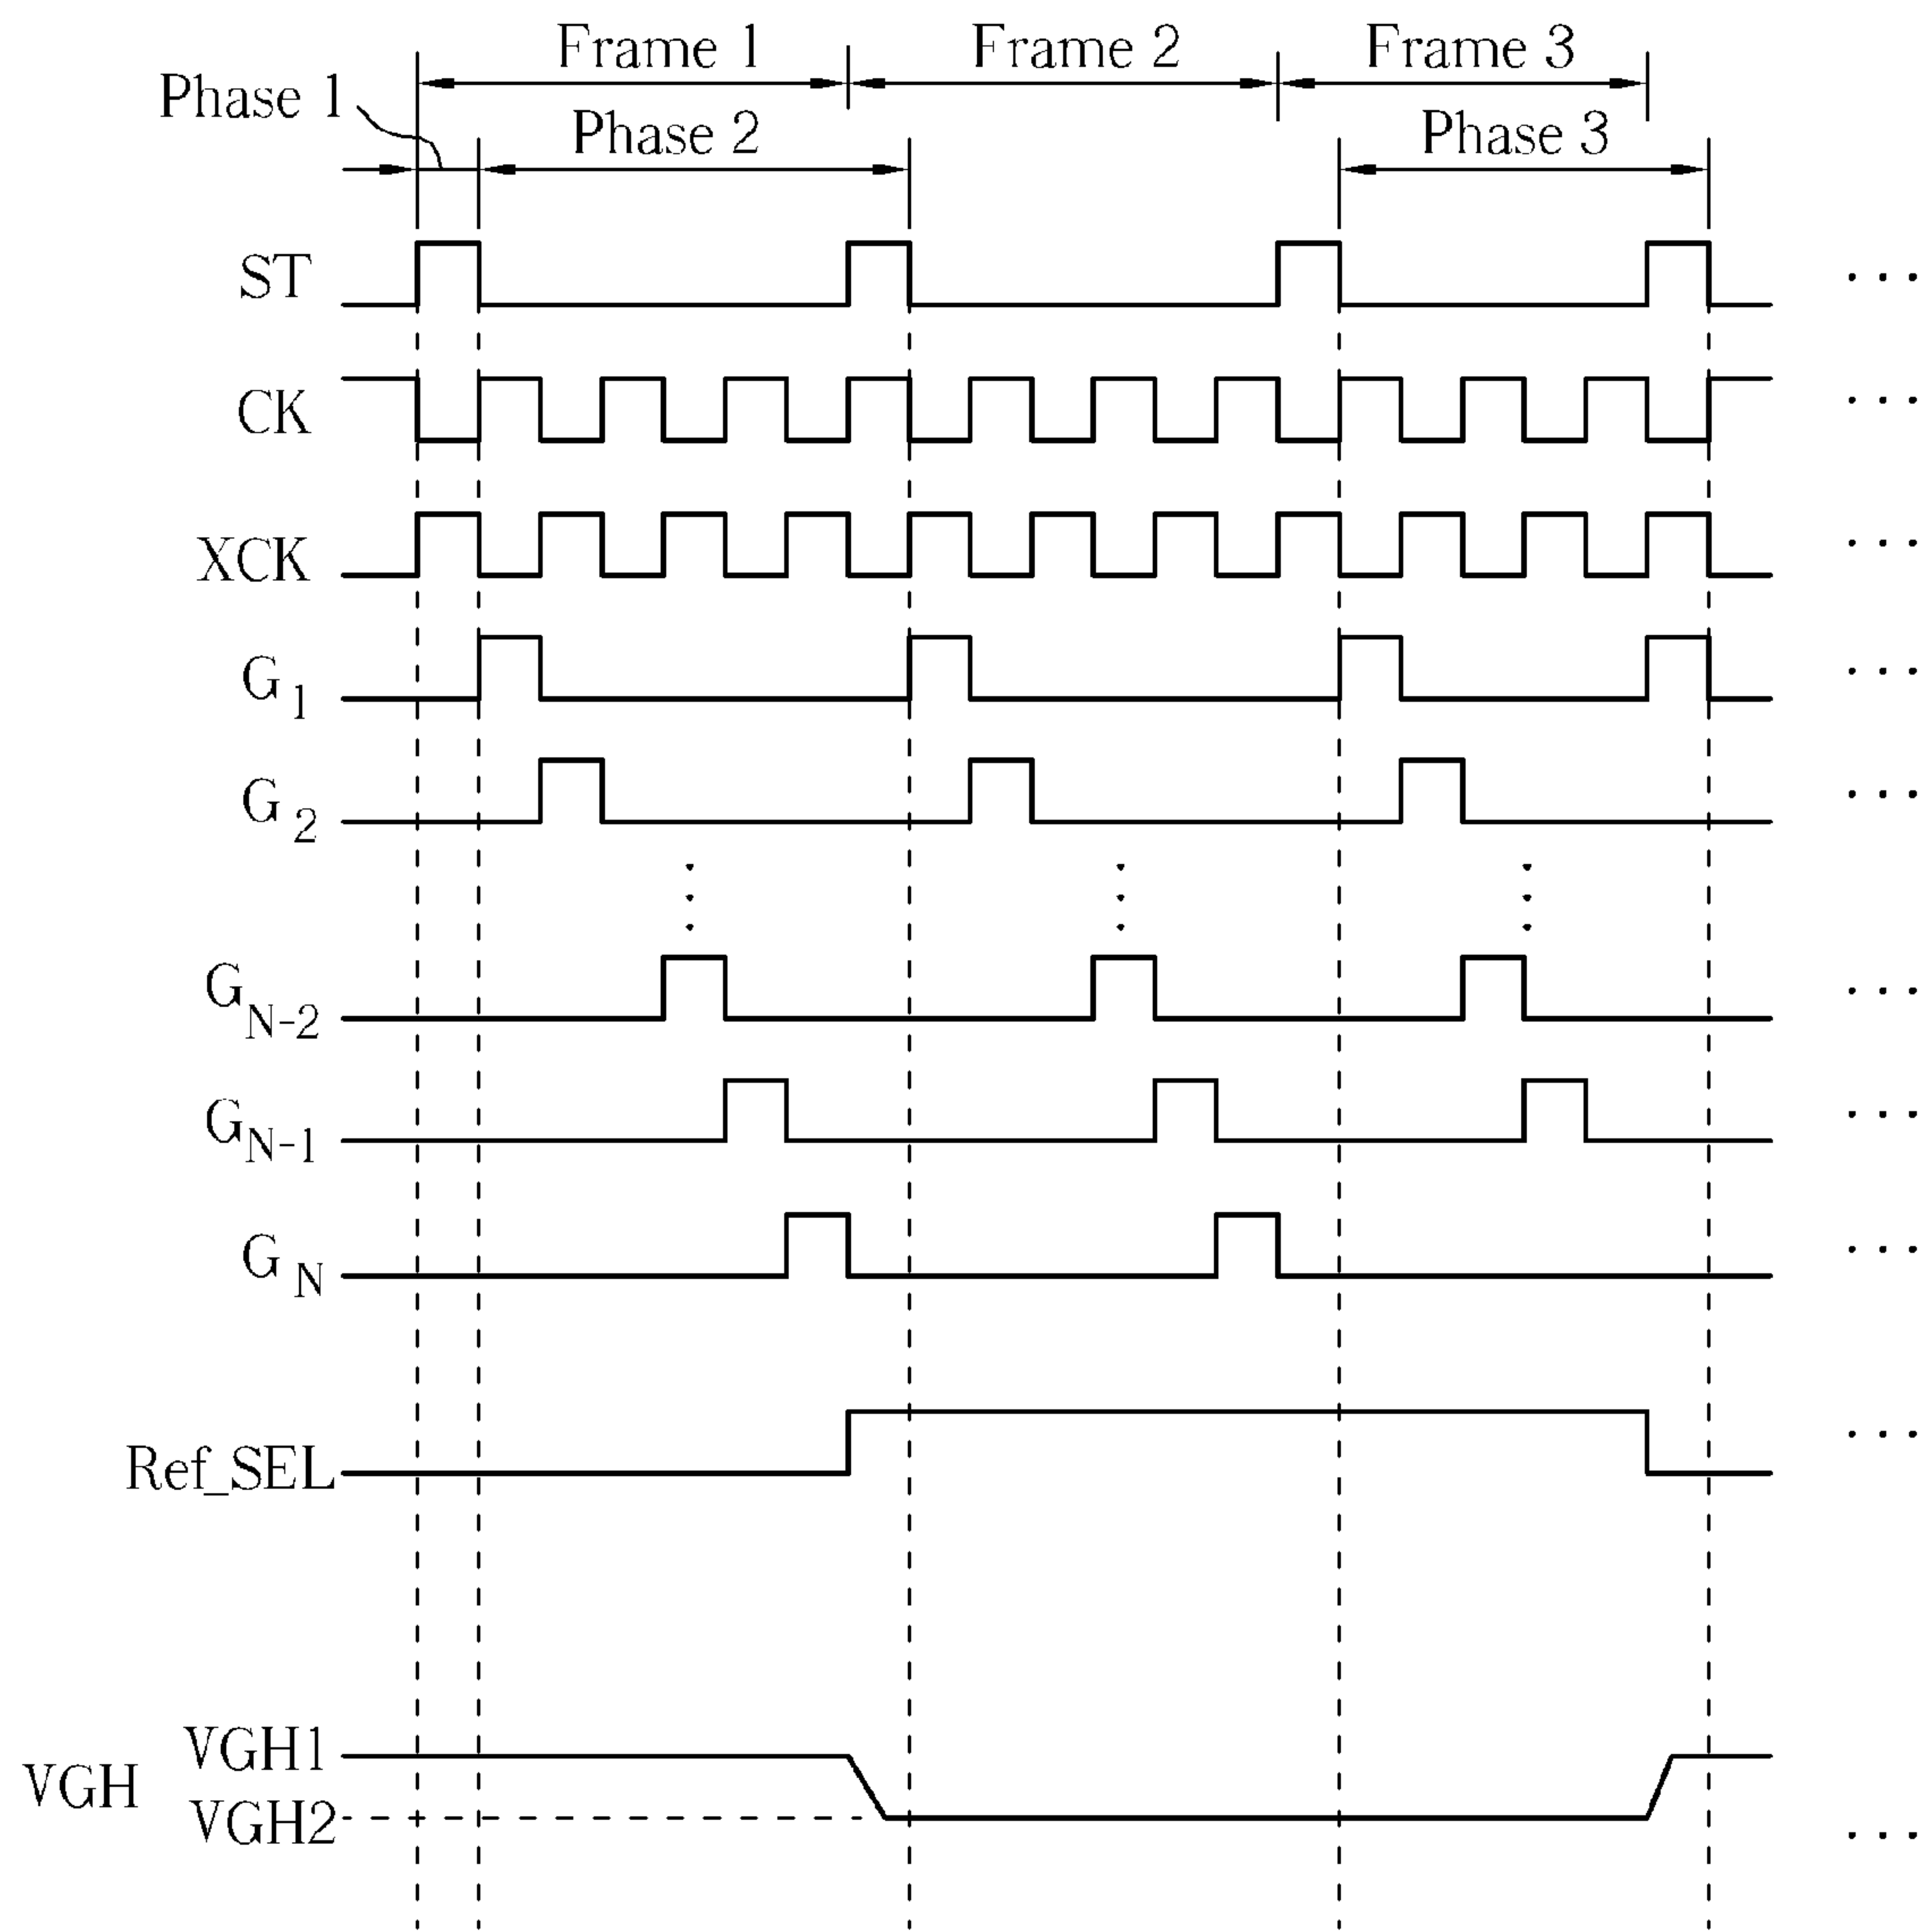 Frame 1 Frame 2 Frame 3
Phase 1
Phase 2 Phase 3
ST ...
CK ...
XCK ...
G1 ...
G2 ...
GN-2 ...
GN-1 ...
GN ...
Ref_SEL ...
VGH1
VGH
VGH2 ...